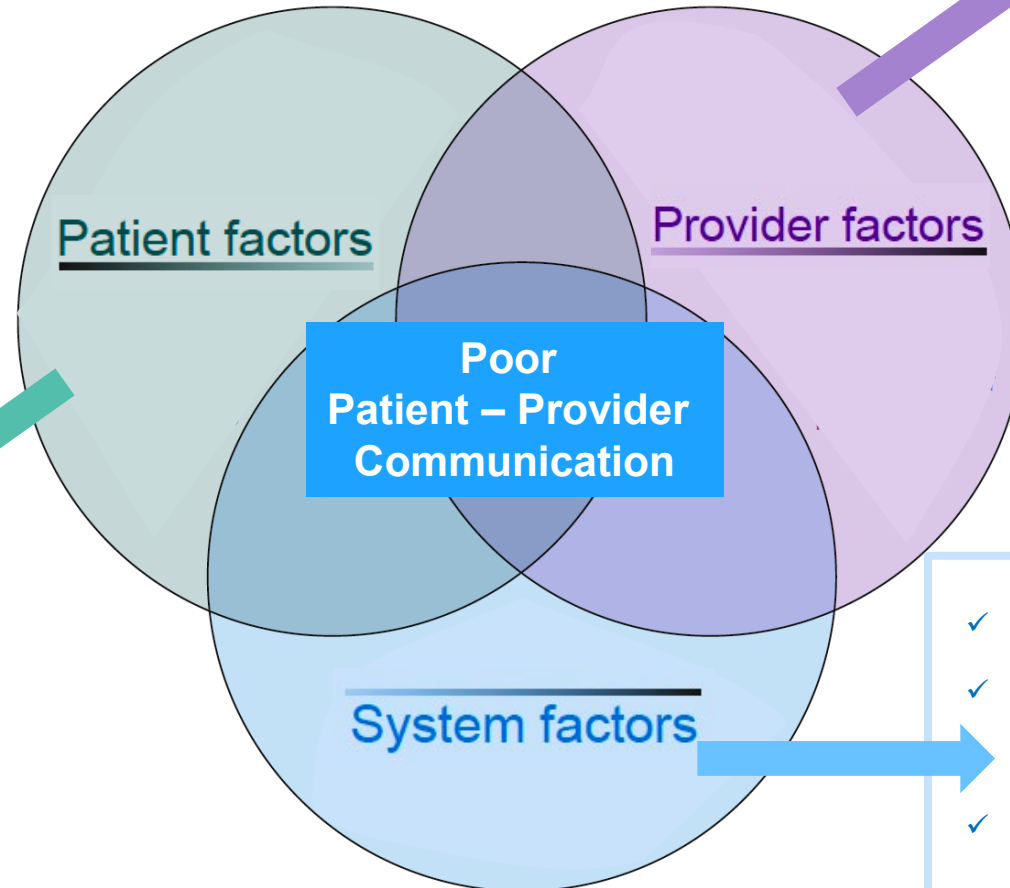 Patient factors
Provider factors
Poor
Patient – Provider
Communication
System factors